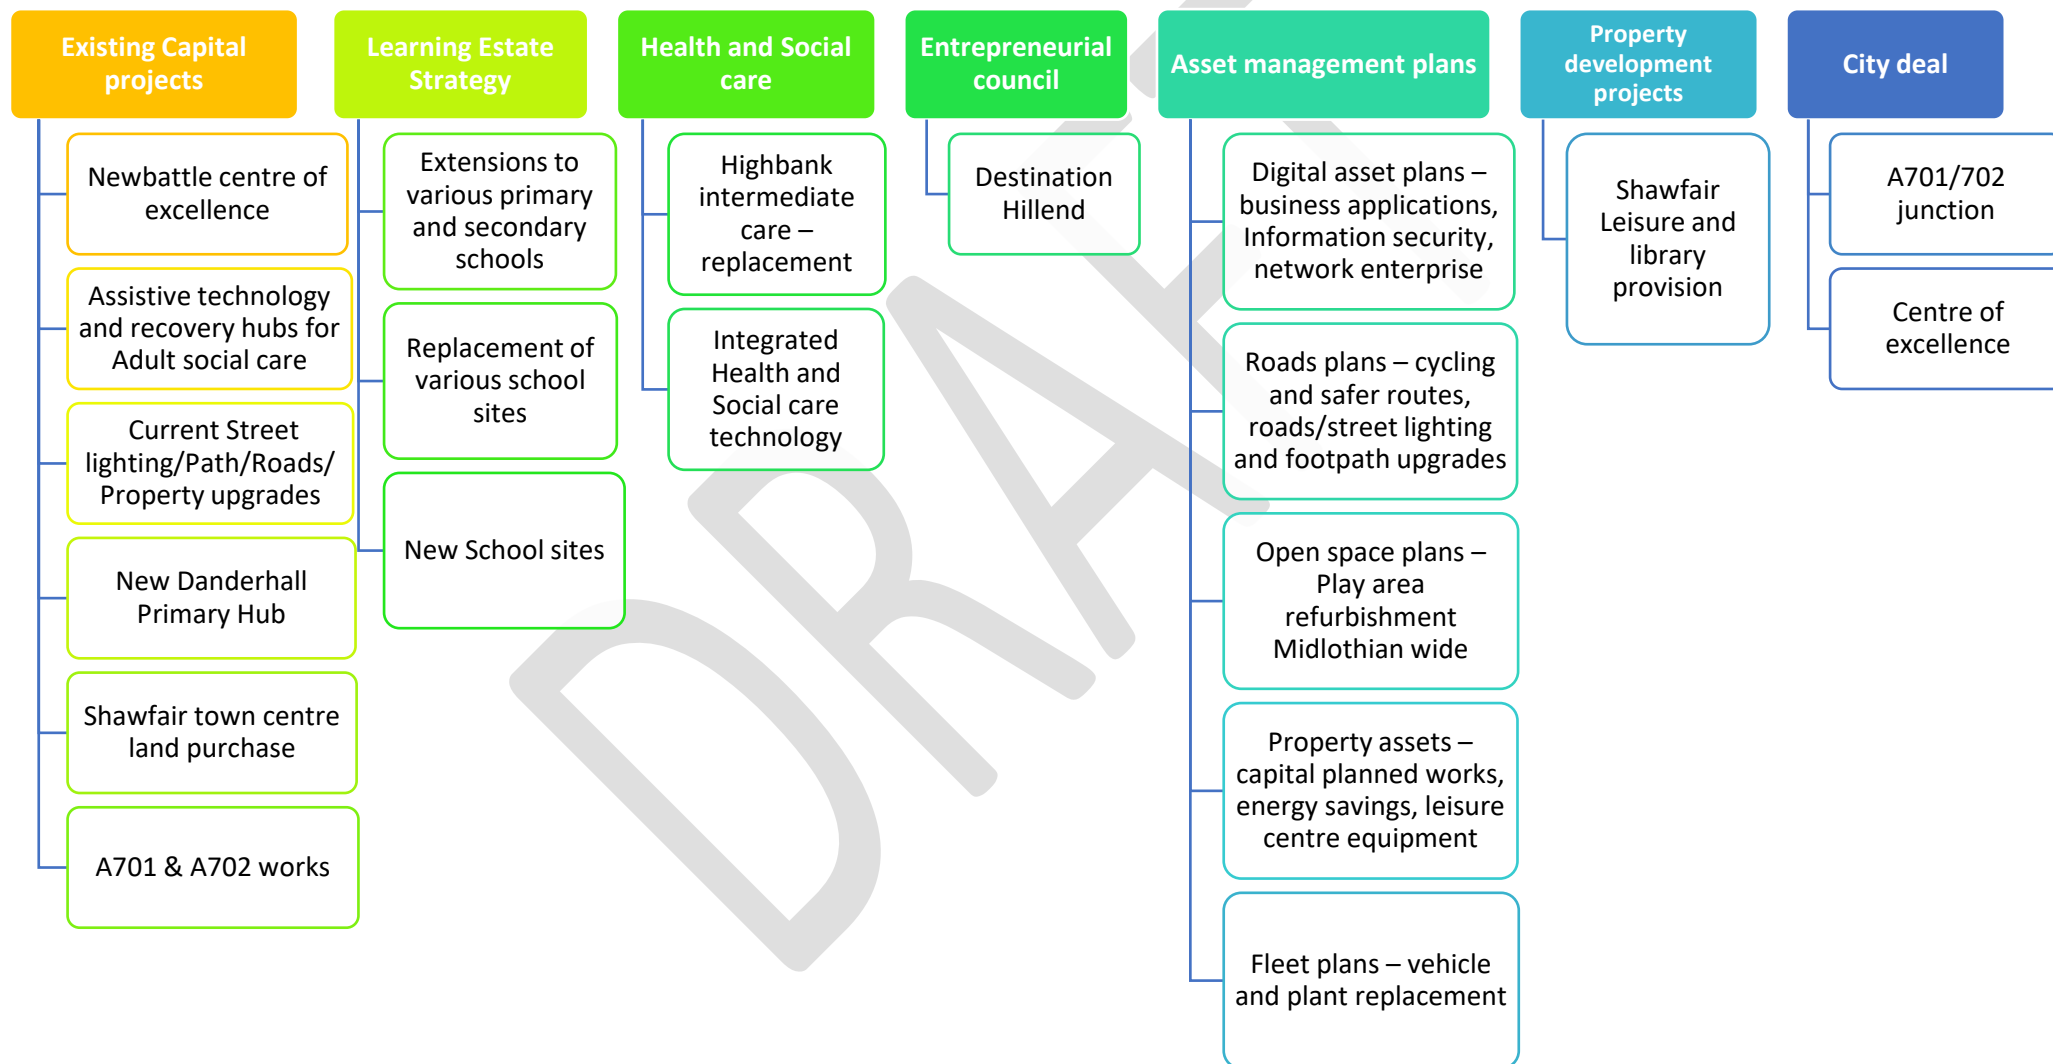 Existing Capital
projects
Newbattle centre of
excellence
Assistive technology
and recovery hubs for
Adult social care
Current Street
lighting/Path/Roads/
Property upgrades
New Danderhall
Primary Hub
Shawfair town centre
land purchase
A701 & A702 works
Learning Estate
Strategy
Extensions to
various primary
and secondary
schools
Replacement of
various school
sites
New School sites
Health and Social
care
Highbank
intermediate
care –
replacement
Integrated
Health and
Social care
technology
Entrepreneurial
council
Destination
Hillend
Asset management plans
Digital asset plans –
business applications,
Information security,
network enterprise
Roads plans – cycling
and safer routes,
roads/street lighting
and footpath upgrades
Open space plans –
Play area
refurbishment
Midlothian wide
Property assets –
capital planned works,
energy savings, leisure
centre equipment
Fleet plans – vehicle
and plant replacement
Property
development
projects
Shawfair
Leisure and
library
provision
City deal
A701/702
junction
Centre of
excellence
DRAFT